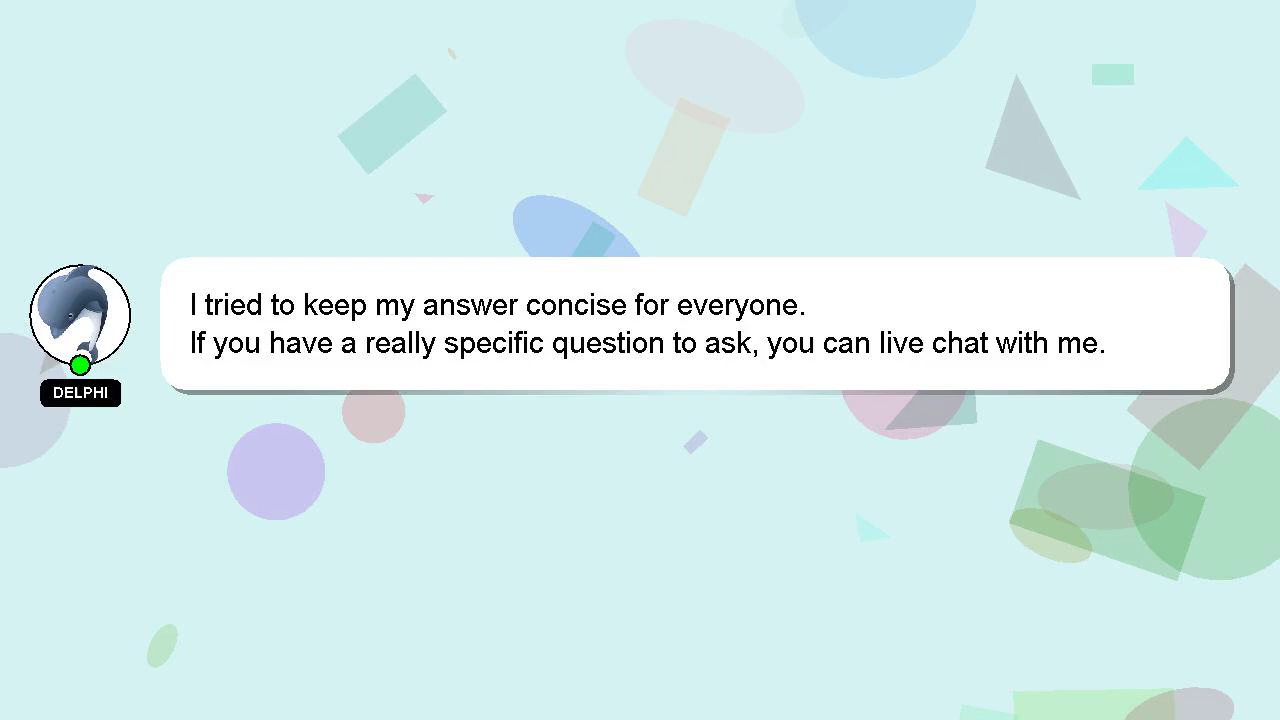 I tried to keep my answer concise for everyone.
If you have a really specific question to ask, you can live chat with me.
DELPHI